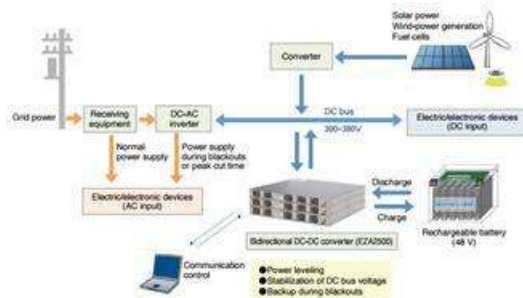 Solar power
Wind-power generation
Fuel cells
Converter
Grid power
Receiving
equipment
DC-AC
inverter
DC bus
300~380V
Electric/electronic devices
(DC input)
Normal
power supply
Power supply
during blackouts
or peak cut time
Electric/electronic devices
(AC input)
Discharge
Charge
Rechargeable battery
(48 V)
Bidirectional DC-DC converter (EZA2500)
Communication
control
●Power leveling
●Stabilization of DC bus voltage
●Backup during blackouts